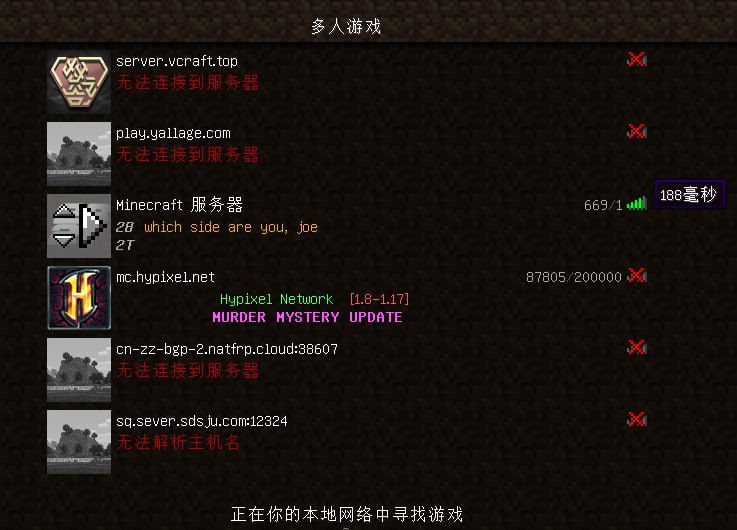 多人游戏
server.vcraft.top
无法连接到服务器
play.yallage.com
无法连接到服务器
Minecraft 服务器
669/1
188毫秒
2B which side are you, joe
2T
mc.hypixel.net
87805/200000
Hypixel Network [1.8-1.17]
MURDER MYSTERY UPDATE
cn-zz-bgp-2.natfrp.cloud:38607
无法连接到服务器
sq.sever.sdsju.com:12324
无法解析主机名
正在你的本地网络中寻找游戏